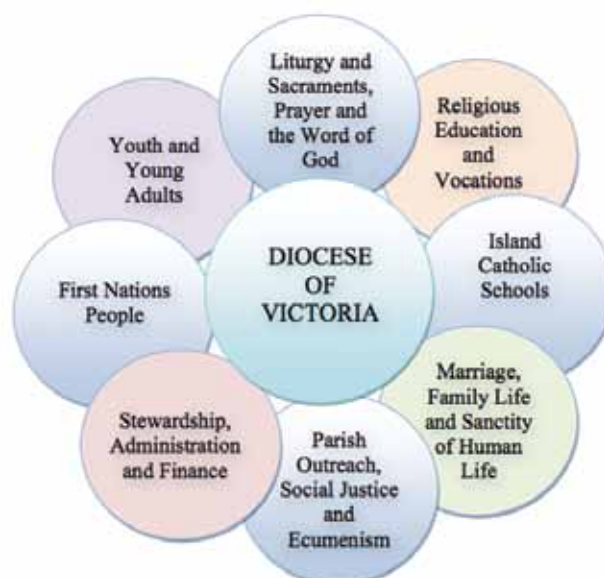 Liturgy and
Sacraments,
Prayer and
the Word of
God
Religious
Education
and
Vocations
Island
Catholic
Schools
Marriage,
Family Life
and Sanctity
of Human
Life
Parish
Outreach,
Social Justice
and
Ecumenism
Stewardship,
Administration
and Finance
First Nations
People
Youth and
Young
Adults
DIOCESE
OF
VICTORIA